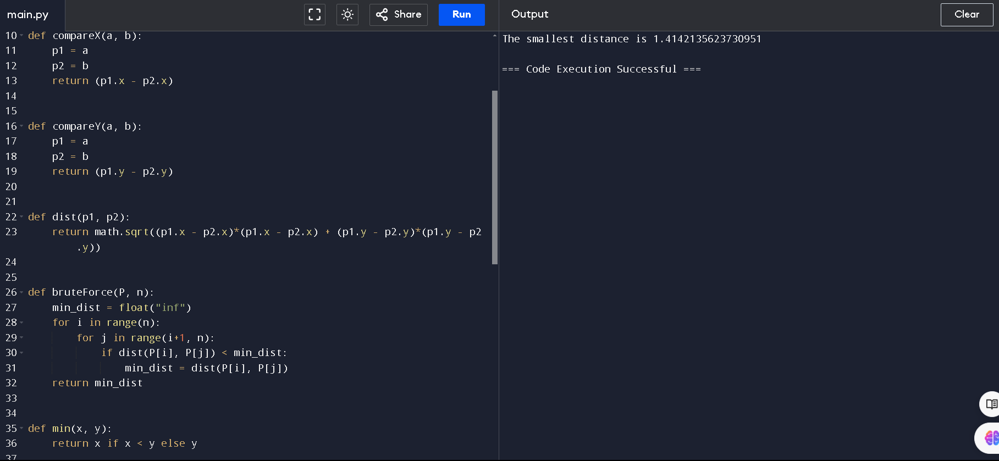 main.py
Share
Run
Output
Clear
10 def compareX(a, b):
11     p1 = a
12     p2 = b
13     return (p1.x - p2.x)
14
15
16 def compareY(a, b):
17     p1 = a
18     p2 = b
19     return (p1.y - p2.y)
20
21
22 def dist(p1, p2):
23     return math.sqrt((p1.x - p2.x)*(p1.x - p2.x) + (p1.y - p2.y)*(p1.y - p2
        .y))
24
25
26 def bruteForce(P, n):
27     min_dist = float("inf")
28     for i in range(n):
29         for j in range(i+1, n):
30             if dist(P[i], P[j]) < min_dist:
31                 min_dist = dist(P[i], P[j])
32     return min_dist
33
34
35 def min(x, y):
36     return x if x < y else y
37
The smallest distance is 1.4142135623730951
=== Code Execution Successful ===